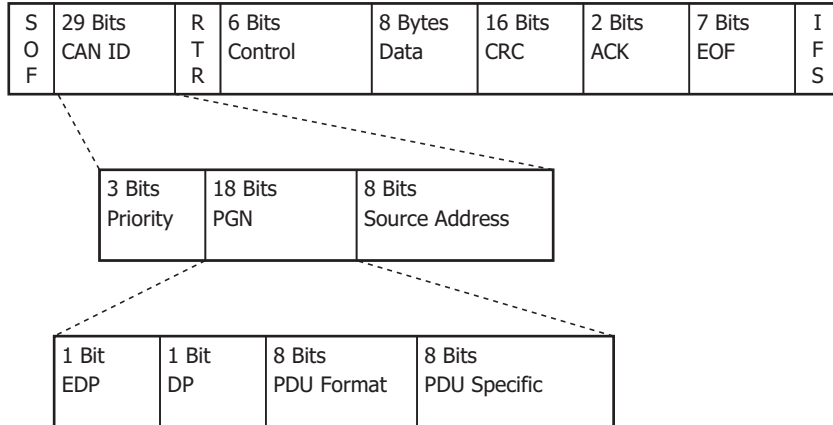 S
O
F
29 Bits
CAN ID
R
T
R
6 Bits
Control
8 Bytes
Data
16 Bits
CRC
2 Bits
ACK
7 Bits
EOF
I
F
S
3 Bits
Priority
18 Bits
PGN
8 Bits
Source Address
1 Bit
EDP
1 Bit
DP
8 Bits
PDU Format
8 Bits
PDU Specific